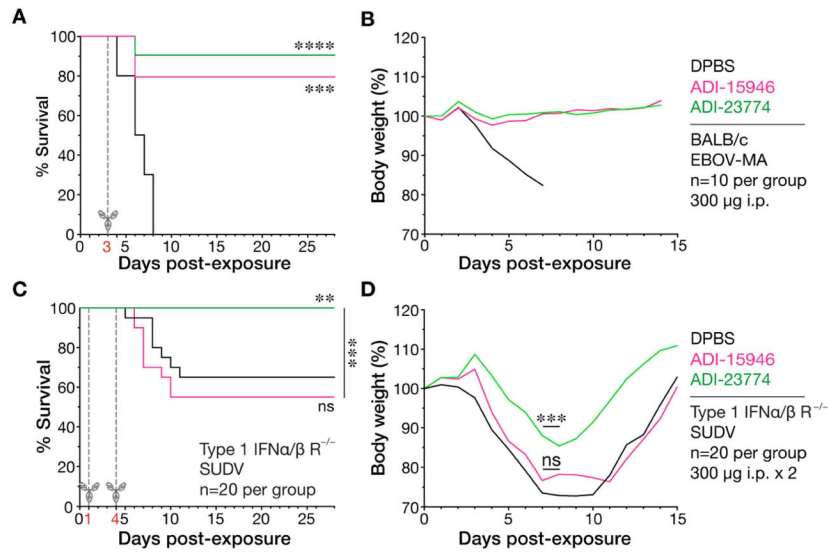 A
% Survival
100
80
60
40
20
0
****
***
0
3
5
10
15
20
25
Days post-exposure
B
Body weight (%)
120
110
100
90
80
70
0
5
10
15
Days post-exposure
DPBS
ADI-15946
ADI-23774
BALB/c
EBOV-MA
n=10 per group
300 µg i.p.
C
% Survival
100
80
60
40
20
0
**
***
ns
Type 1 IFNα/β R⁻/⁻
SUDV
n=20 per group
0
1
4
5
10
15
20
25
Days post-exposure
D
Body weight (%)
120
110
100
90
80
70
***
ns
0
5
10
15
Days post-exposure
DPBS
ADI-15946
ADI-23774
Type 1 IFNα/β R⁻/⁻
SUDV
n=20 per group
300 µg i.p. x 2